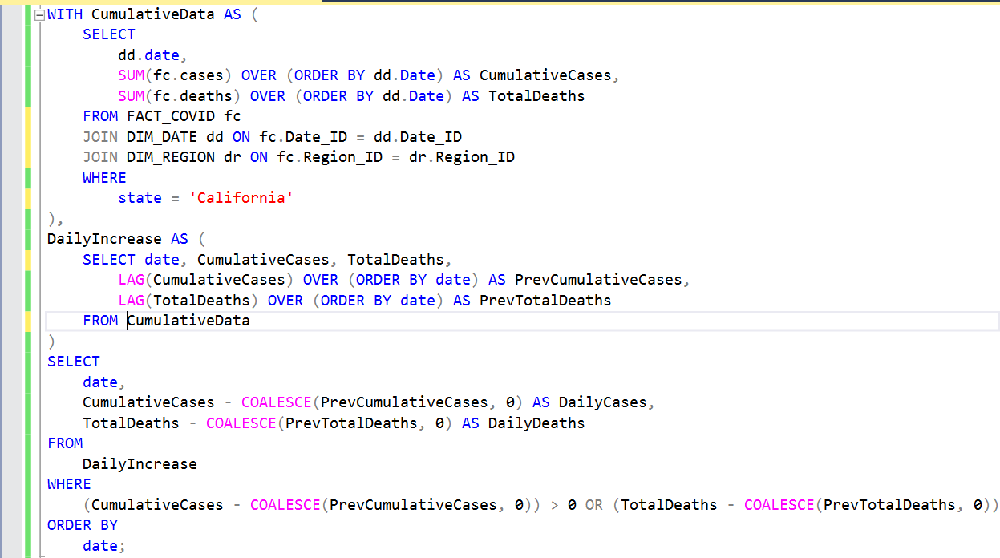 WITH CumulativeData AS (
    SELECT
        dd.date,
        SUM(fc.cases) OVER (ORDER BY dd.Date) AS CumulativeCases,
        SUM(fc.deaths) OVER (ORDER BY dd.Date) AS TotalDeaths
    FROM FACT_COVID fc
    JOIN DIM_DATE dd ON fc.Date_ID = dd.Date_ID
    JOIN DIM_REGION dr ON fc.Region_ID = dr.Region_ID
    WHERE
        state = 'California'
),
DailyIncrease AS (
    SELECT date, CumulativeCases, TotalDeaths,
        LAG(CumulativeCases) OVER (ORDER BY date) AS PrevCumulativeCases,
        LAG(TotalDeaths) OVER (ORDER BY date) AS PrevTotalDeaths
    FROM CumulativeData
)
SELECT
    date,
    CumulativeCases - COALESCE(PrevCumulativeCases, 0) AS DailyCases,
    TotalDeaths - COALESCE(PrevTotalDeaths, 0) AS DailyDeaths
FROM
    DailyIncrease
WHERE
    (CumulativeCases - COALESCE(PrevCumulativeCases, 0)) > 0 OR (TotalDeaths - COALESCE(PrevTotalDeaths, 0))
ORDER BY
    date;